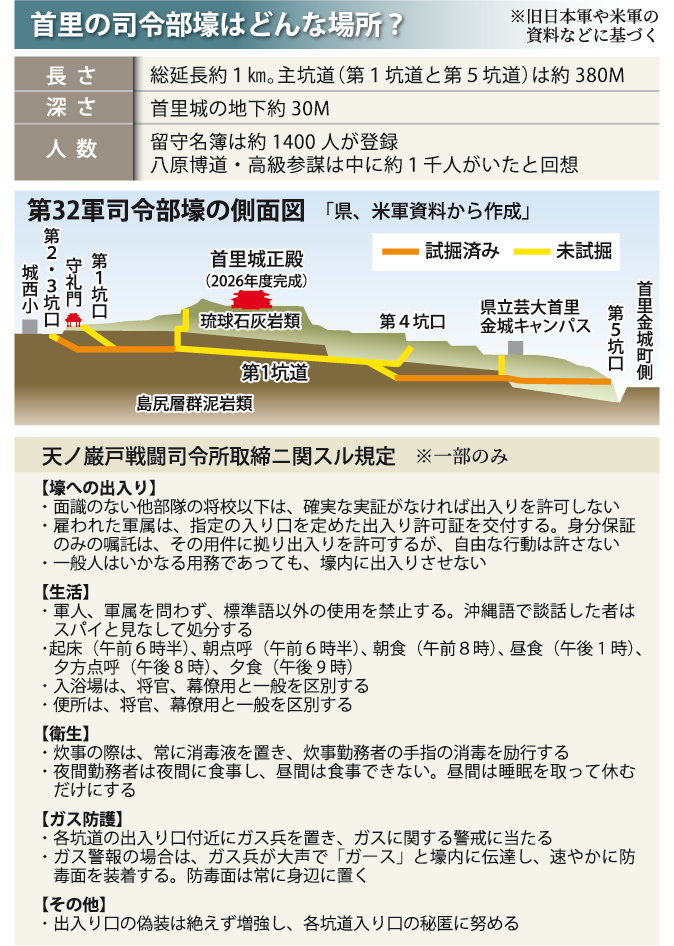 首里の司令部壕はどんな場所？
※旧日本軍や米軍の
資料などに基づく
長さ
総延長約１㎞。主坑道（第１坑道と第５坑道）は約380M
深さ
首里城の地下約30M
人数
留守名簿は約1400人が登録
八原博通・高級参謀は中に約１千人がいたと回想
第32軍司令部壕の側面図 「県、米軍資料から作成」
試掘済み
未試掘
城西小
第２・３坑口
守礼門
第１坑口
首里城正殿
（2026年度完成）
琉球石灰岩類
第４坑口
県立芸大首里
金城キャンパス
第５坑口
首里金城町側
第1坑道
島尻層群泥岩類
天ノ巌戸戦闘司令所取締ニ関スル規定 ※一部のみ
【壕への出入り】
・面識のない他部隊の将校以下は、確実な実証がなければ出入りを許可しない
・雇われた軍属は、指定の入り口を定めた出入り許可証を交付する。身分保証
のみの嘱託は、その用件に拠り出入りを許可するが、自由な行動は許さない
・一般人はいかなる用務であっても、壕内に出入りさせない
【生活】
・軍人、軍属を問わず、標準語以外の使用を禁止する。沖縄語で談話した者は
スパイと見なして処分する
・起床（午前６時半）、朝点呼（午前６時半）、朝食（午前８時）、昼食（午後１時）、
夕方点呼（午後８時）、夕食（午後９時）
・入浴場は、将官、幕僚用と一般を区別する
・便所は、将官、幕僚用と一般を区別する
【衛生】
・炊事の際は、常に消毒液を置き、炊事勤務者の手指の消毒を励行する
・夜間勤務者は夜間に食事し、昼間は食事できない。昼間は睡眠を取って休む
だけにする
【ガス防護】
・各坑道の出入り口付近にガス兵を置き、ガスに関する警戒に当たる
・ガス警報の場合は、ガス兵が大声で「ガース」と壕内に伝達し、速やかに防
毒面を装着する。防毒面は常に身辺に置く
【その他】
・出入り口の偽装は絶えず増強し、各坑道入り口の秘匿に努める